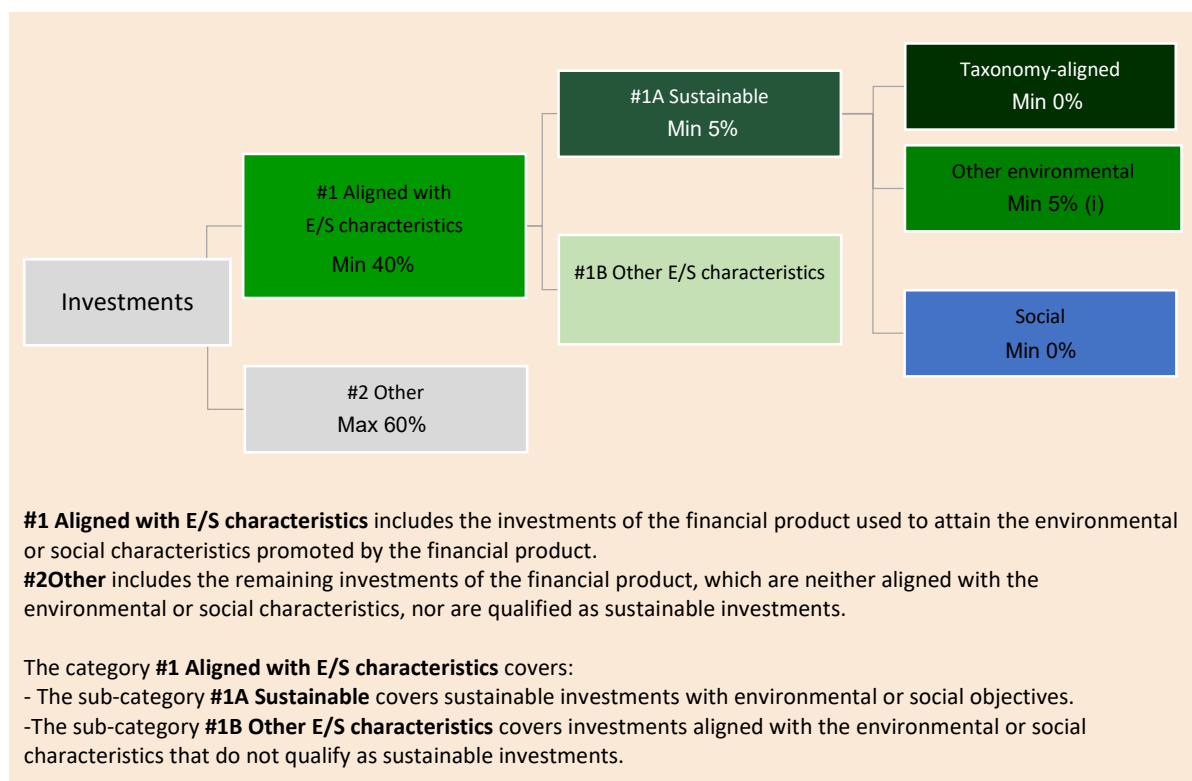 Investments
#1 Aligned with
E/S characteristics
Min 40%
#2 Other
Max 60%
#1A Sustainable
Min 5%
#1B Other E/S characteristics
Taxonomy-aligned
Min 0%
Other environmental
Min 5% (i)
Social
Min 0%
#1 Aligned with E/S characteristics includes the investments of the financial product used to attain the environmental
or social characteristics promoted by the financial product.
#2Other includes the remaining investments of the financial product, which are neither aligned with the
environmental or social characteristics, nor are qualified as sustainable investments.
The category #1 Aligned with E/S characteristics covers:
- The sub-category #1A Sustainable covers sustainable investments with environmental or social objectives.
-The sub-category #1B Other E/S characteristics covers investments aligned with the environmental or social
characteristics that do not qualify as sustainable investments.